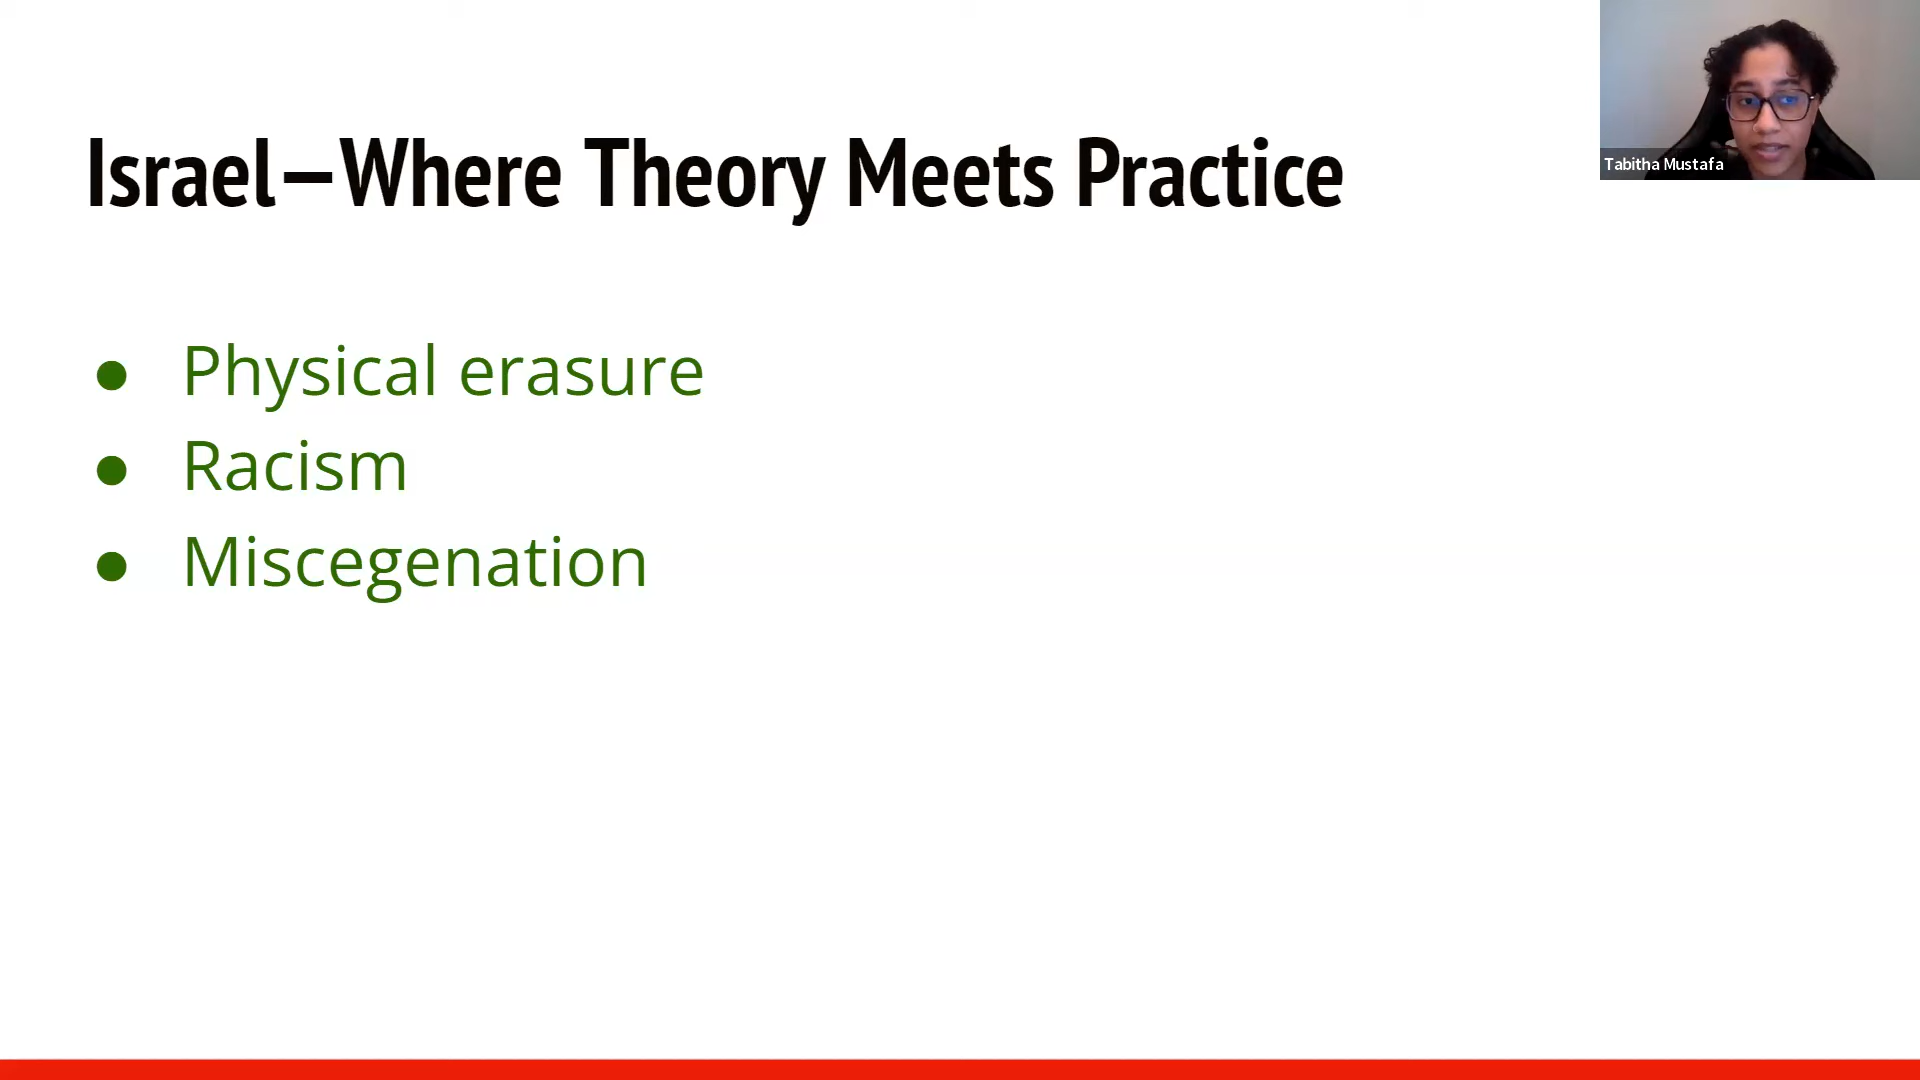 Israel—Where Theory Meets Practice
● Physical erasure
● Racism
● Miscegenation
Tabitha Mustafa